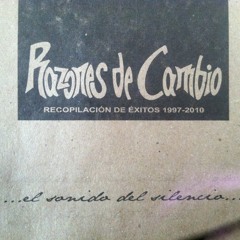 Razones de Cambio
RECOPILACIÓN DE ÉXITOS 1997-2010
...el sonido del silencio...